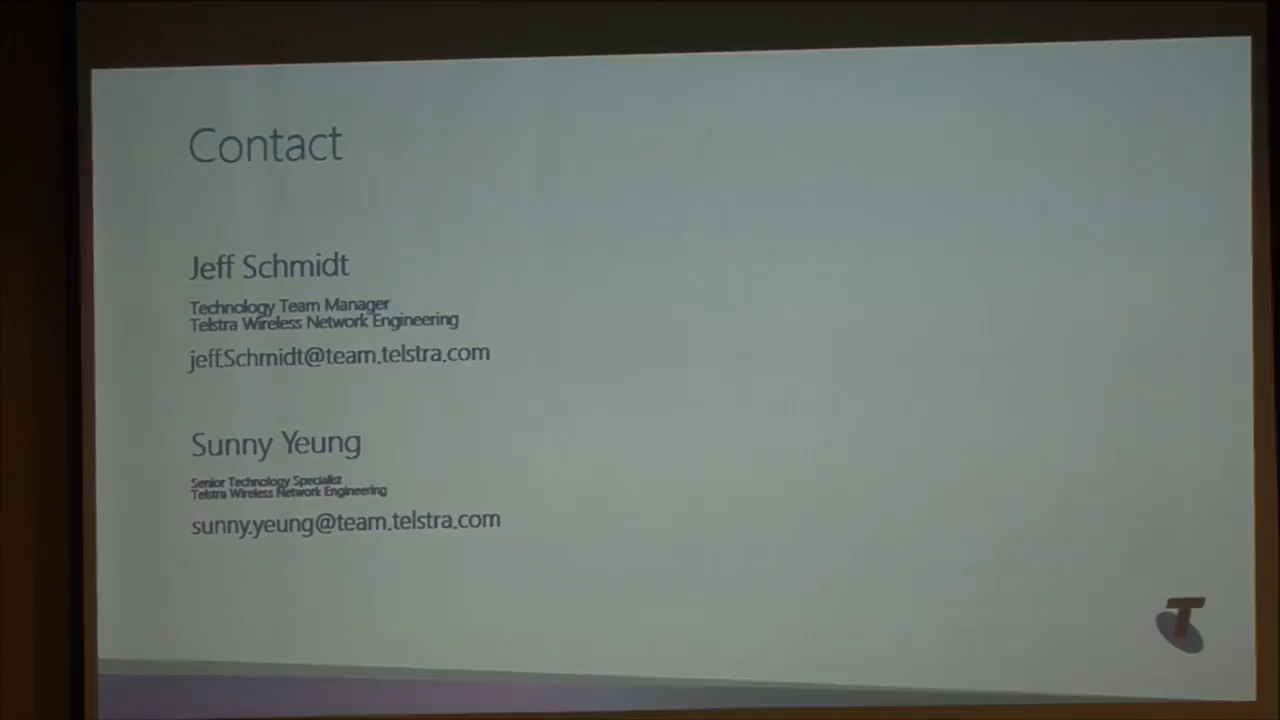 Contact
Jeff Schmidt
Technology Team Manager
Telstra Wireless Network Engineering
jeff.Schmidt@team.telstra.com
Sunny Yeung
Senior Technology Specialist
Telstra Wireless Network Engineering
sunny.yeung@team.telstra.com
T